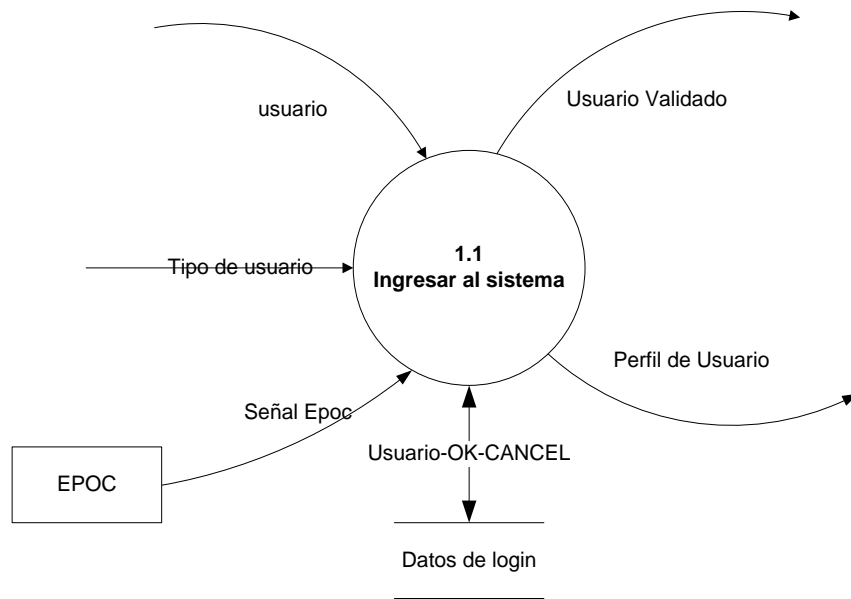 usuario
Usuario Validado
Tipo de usuario
1.1
Ingresar al sistema
Perfil de Usuario
Señal Epoc
Usuario-OK-CANCEL
EPOC
Datos de login